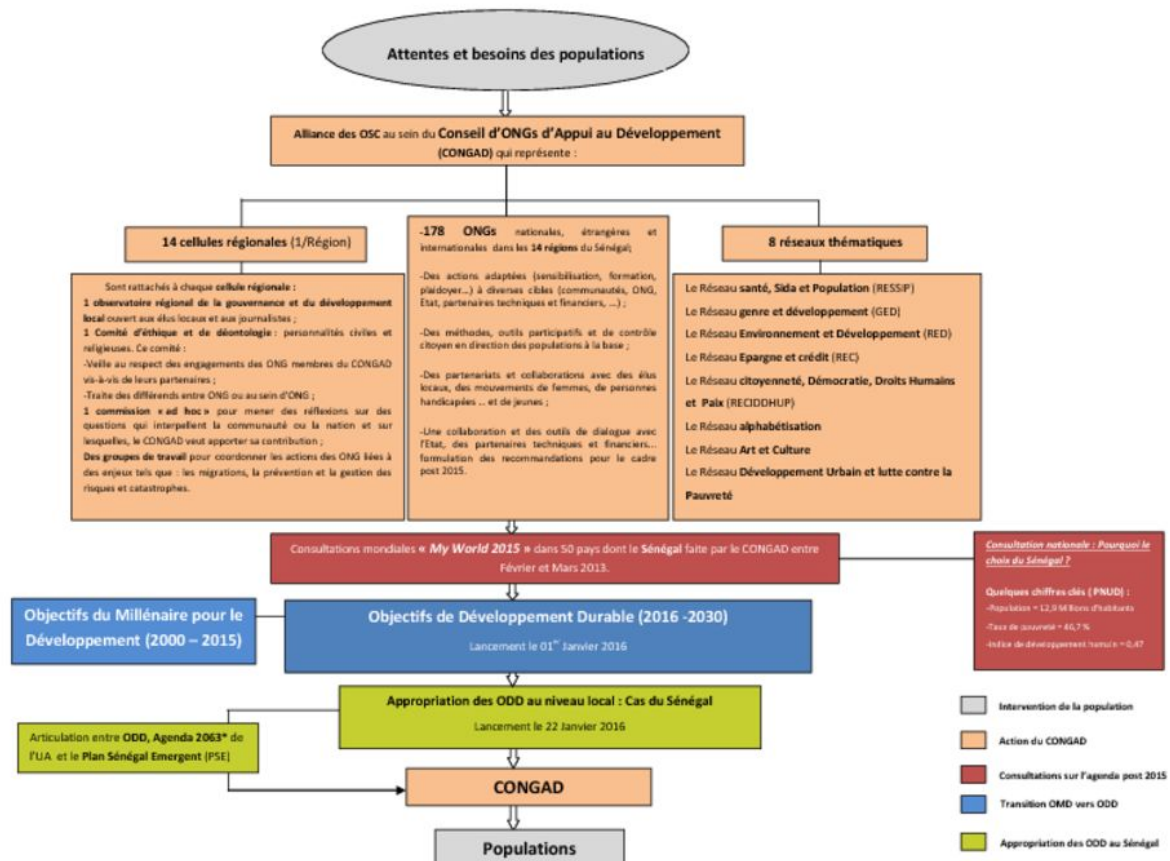 Attentes et besoins des populations
Alliance des OSC au sein du Conseil d'ONGs d'Appui au Développement
(CONGAD) qui représente :
14 cellules régionales (1/Région)
Sont rattachés à chaque cellule régionale :
1 observatoire régional de la gouvernance et du développement
local ouvert aux élus locaux et aux journalistes ;
1 Comité d'éthique et de déontologie : personnalités civiles et
religieuses. Ce comité :
-Veille au respect des engagements des ONG membres du CONGAD
vis-à-vis de leurs partenaires ;
-Traite des différends entre ONG ou au sein d'ONG ;
1 commission « ad hoc » pour mener des réflexions sur des
questions qui interpellent la communauté ou la nation et sur
lesquelles, le CONGAD veut apporter sa contribution ;
Des groupes de travail pour coordonner les actions des ONG liées à
des enjeux tels que : les migrations, la prévention et la gestion des
risques et catastrophes.
-178 ONGs nationales, étrangères et
internationales dans les 14 régions du Sénégal;
-Des actions adaptées (sensibilisation, formation,
plaidoyer...) à diverses cibles (communautés, ONG,
Etat, partenaires techniques et financiers, ...) ;
-Des méthodes, outils participatifs et de contrôle
citoyen en direction des populations à la base ;
-Des partenariats et collaborations avec des élus
locaux, des mouvements de femmes, de personnes
handicapées ... et de jeunes ;
-Une collaboration et des outils de dialogue avec
l'Etat, des partenaires techniques et financiers...
formulation des recommandations pour le cadre
post 2015.
8 réseaux thématiques
Le Réseau santé, Sida et Population (RESSIP)
Le Réseau genre et développement (GED)
Le Réseau Environnement et Développement (RED)
Le Réseau Epargne et crédit (REC)
Le Réseau citoyenneté, Démocratie, Droits Humains
et Paix (RECIDDHUP)
Le Réseau alphabétisation
Le Réseau Art et Culture
Le Réseau Développement Urbain et lutte contre la
Pauvreté
Consultations mondiales « My World 2015 » dans 50 pays dont le Sénégal faite par le CONGAD entre
Février et Mars 2013.
Consultation nationale : Pourquoi le
choix du Sénégal ?
Quelques chiffres clés ( PNUD) :
-Population = 12,9 Millions d'habitants
-Taux de pauvreté = 46,7 %
-Indice de développement humain = 0,47
Objectifs du Millénaire pour le
Développement (2000 – 2015)
Objectifs de Développement Durable (2016 -2030)
Lancement le 01er Janvier 2016
Appropriation des ODD au niveau local : Cas du Sénégal
Lancement le 22 Janvier 2016
Articulation entre ODD, Agenda 2063* de
l'UA et le Plan Sénégal Emergent (PSE)
CONGAD
Populations
Intervention de la population
Action du CONGAD
Consultations sur l'agenda post 2015
Transition OMD vers ODD
Appropriation des ODD au Sénégal